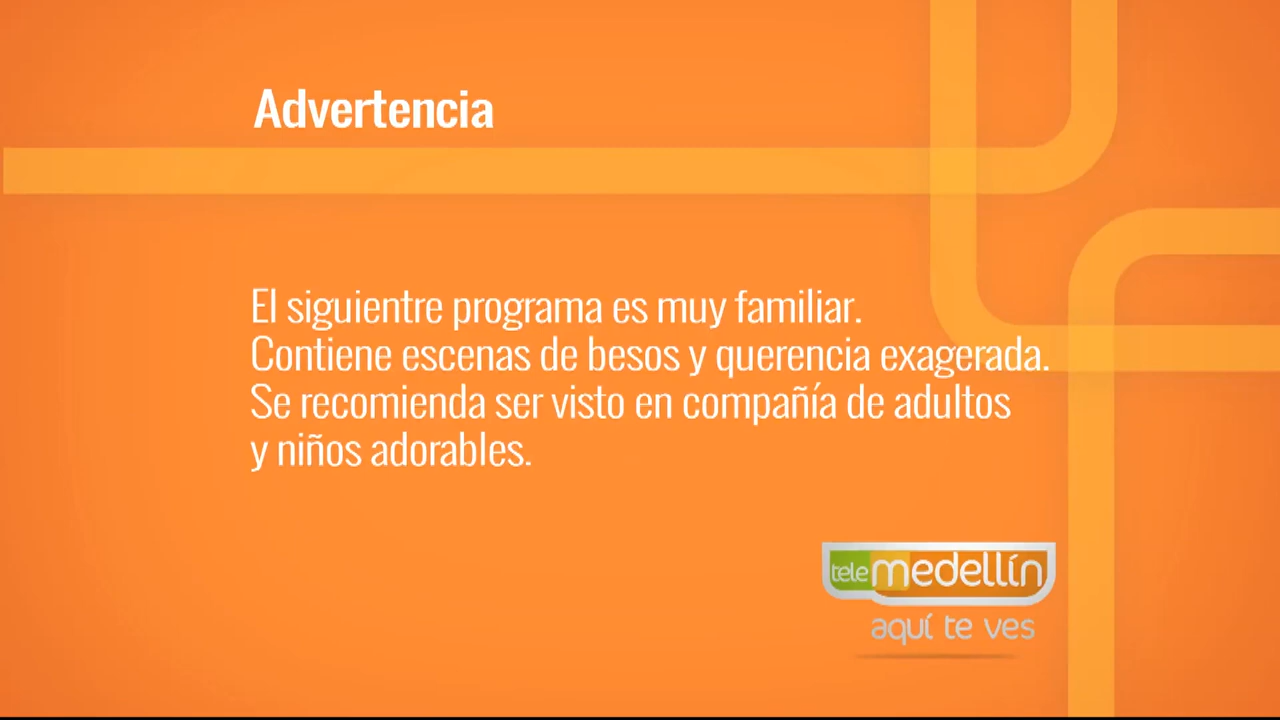 Advertencia
El siguientre programa es muy familiar.
Contiene escenas de besos y querencia exagerada.
Se recomienda ser visto en compañía de adultos
y niños adorables.
tele medellín
aquí te ves